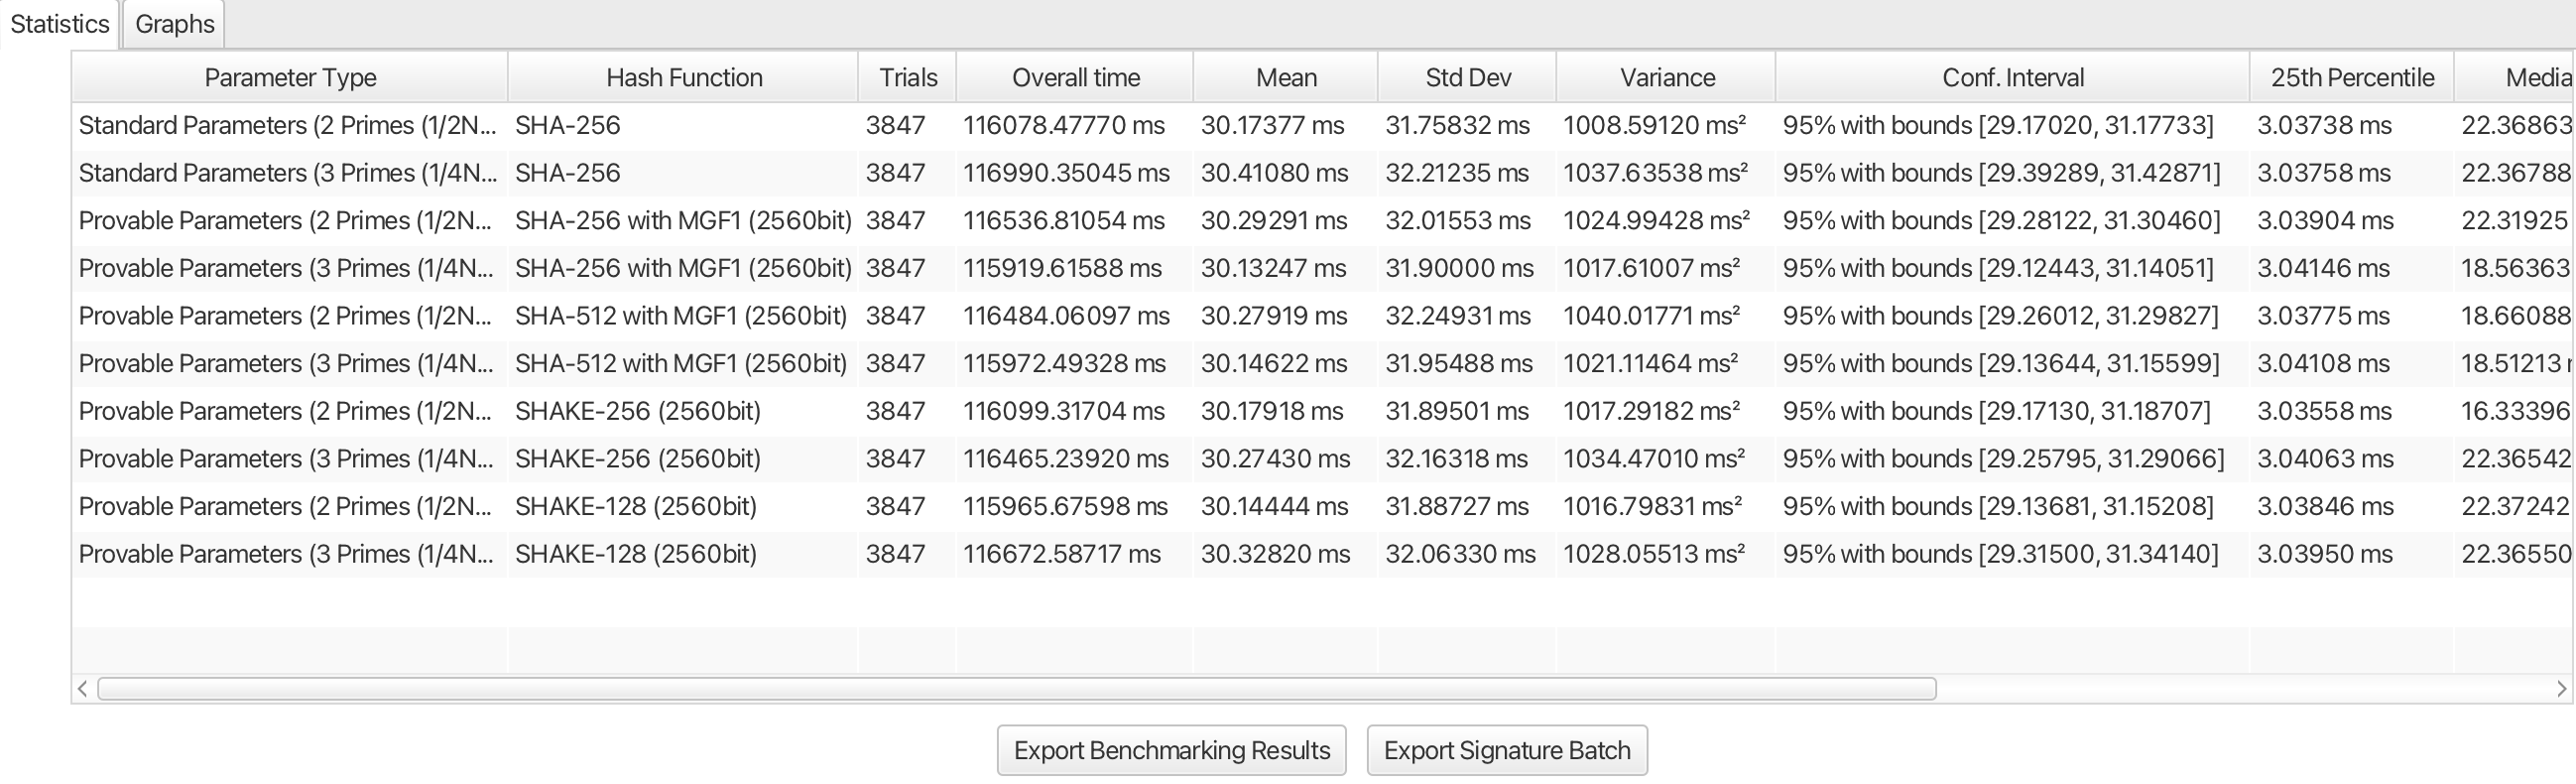 Statistics Graphs
Parameter Type Hash Function Trials Overall time Mean Std Dev Variance Conf. Interval 25th Percentile Media
Standard Parameters (2 Primes (1/2N... SHA-256 3847 116078.47770 ms 30.17377 ms 31.75832 ms 1008.59120 ms² 95% with bounds [29.17020, 31.17733] 3.03738 ms 22.36863
Standard Parameters (3 Primes (1/4N... SHA-256 3847 116990.35045 ms 30.41080 ms 32.21235 ms 1037.63538 ms² 95% with bounds [29.39289, 31.42871] 3.03758 ms 22.36788
Provable Parameters (2 Primes (1/2N... SHA-256 with MGF1 (2560bit) 3847 116536.81054 ms 30.29291 ms 32.01553 ms 1024.99428 ms² 95% with bounds [29.28122, 31.30460] 3.03904 ms 22.31925
Provable Parameters (3 Primes (1/4N... SHA-256 with MGF1 (2560bit) 3847 115919.61588 ms 30.13247 ms 31.90000 ms 1017.61007 ms² 95% with bounds [29.12443, 31.14051] 3.04146 ms 18.56363
Provable Parameters (2 Primes (1/2N... SHA-512 with MGF1 (2560bit) 3847 116484.06097 ms 30.27919 ms 32.24931 ms 1040.01771 ms² 95% with bounds [29.26012, 31.29827] 3.03775 ms 18.66088
Provable Parameters (3 Primes (1/4N... SHA-512 with MGF1 (2560bit) 3847 115972.49328 ms 30.14622 ms 31.95488 ms 1021.11464 ms² 95% with bounds [29.13644, 31.15599] 3.04108 ms 18.51213
Provable Parameters (2 Primes (1/2N... SHAKE-256 (2560bit) 3847 116099.31704 ms 30.17918 ms 31.89501 ms 1017.29182 ms² 95% with bounds [29.17130, 31.18707] 3.03558 ms 16.33396
Provable Parameters (3 Primes (1/4N... SHAKE-256 (2560bit) 3847 116465.23920 ms 30.27430 ms 32.16318 ms 1034.47010 ms² 95% with bounds [29.25795, 31.29066] 3.04063 ms 22.36542
Provable Parameters (2 Primes (1/2N... SHAKE-128 (2560bit) 3847 115965.67598 ms 30.14444 ms 31.88727 ms 1016.79831 ms² 95% with bounds [29.13681, 31.15208] 3.03846 ms 22.37242
Provable Parameters (3 Primes (1/4N... SHAKE-128 (2560bit) 3847 116672.58717 ms 30.32820 ms 32.06330 ms 1028.05513 ms² 95% with bounds [29.31500, 31.34140] 3.03950 ms 22.36550
Export Benchmarking Results Export Signature Batch